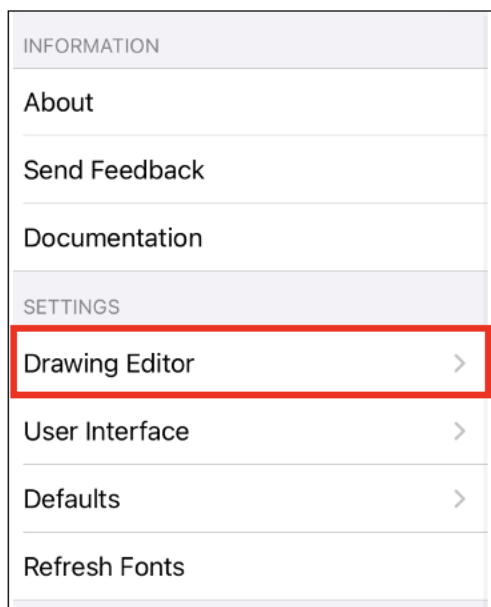 INFORMATION
About
Send Feedback
Documentation
SETTINGS
Drawing Editor
User Interface
Defaults
Refresh Fonts